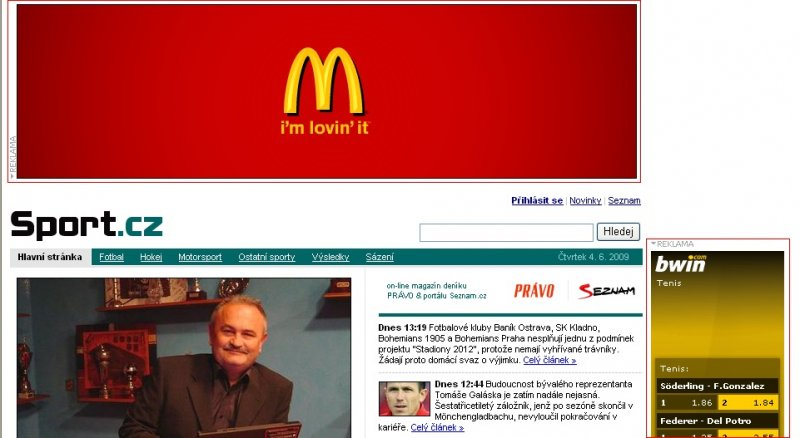 REKLAMA
i'm lovin' it
Přihlásit se | Novinky | Seznam
Sport.cz
Hledej
Hlavní stránka Fotbal Hokej Motorsport Ostatní sporty Výsledky Sázení Čtvrtek 4. 6. 2009
on-line magazín deníku
PRÁVO & portálu Seznam.cz
PRÁVO SEZNAM
Dnes 13:19 Fotbalové kluby Baník Ostrava, SK Kladno,
Bohemians 1905 a Bohemians Praha nesplňují jednu z podmínek
projektu "Stadiony 2012", protože nemají vyhřívané trávníky.
Žádají proto domácí svaz o výjimku. Celý článek »
Dnes 12:44 Budoucnost bývalého reprezentanta
Tomáše Galáska je zatím nadále nejasná.
Šestatřicetiletý záložník, jenž po sezóně skončil v
Mönchengladbachu, nevyloučil pokračování v
kariéře. Celý článek »
REKLAMA
bwin.com
Tenis
Tenis:
Söderling - F.Gonzalez
1 1.86 2 1.84
Federer - Del Potro